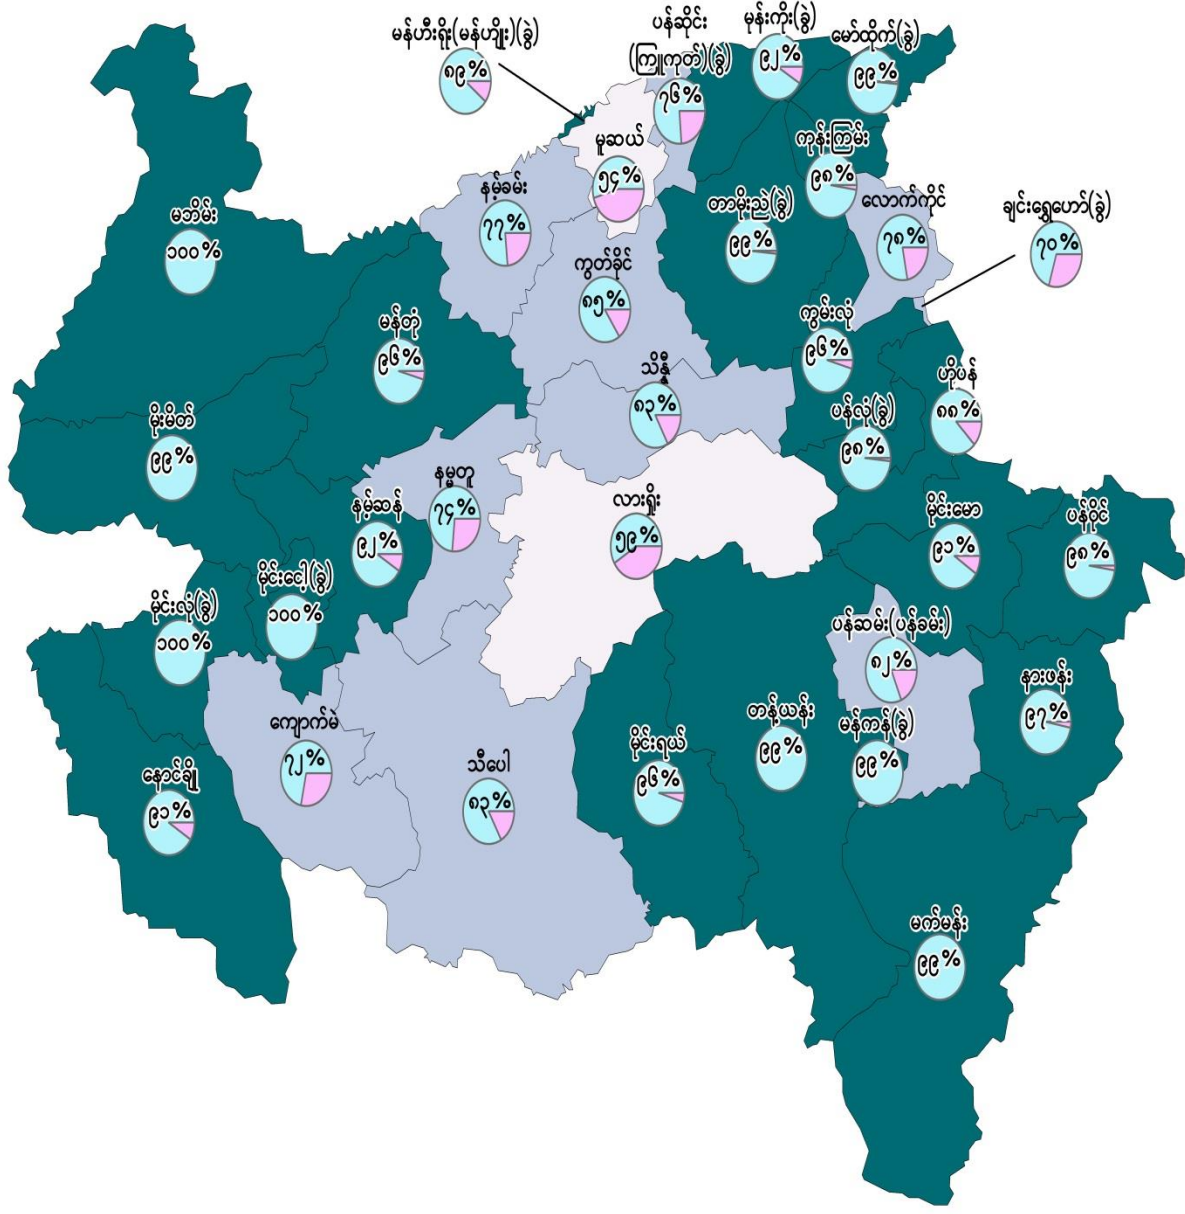 မန်ဟီးရိုး(မန်ဟျိုး)(ခွဲ)
၈၉%
ပန်ဆိုင်း
(ကြူကုတ်)(ခွဲ)
၇၆%
မုန်းကိုး(ခွဲ)
၉၂%
မော်ထိုက်(ခွဲ)
၉၉%
မူဆယ်
၅၄%
ကုန်းကြမ်း
၉၈%
နမ့်ခမ်း
၇၇%
တာမိုးညဲ(ခွဲ)
၉၉%
လောက်ကိုင်
၇၈%
ချင်းရွှေဟော်(ခွဲ)
၇၀%
မဘိမ်း
၁၀၀%
ကွတ်ခိုင်
၈၅%
မန်တုံ
၉၆%
ကွမ်းလုံ
၉၆%
သိန္နီ
၈၃%
ဟိုပန်
၈၈%
မိုးမိတ်
၉၉%
ပန်လုံ(ခွဲ)
၉၈%
နမ္မတူ
၇၄%
လားရှိုး
၅၉%
နမ့်ဆန်
၉၂%
မိုင်းမော
၉၁%
ပန်ဝိုင်
၉၈%
မိုင်းငေါ့(ခွဲ)
၁၀၀%
မိုင်းလုံ(ခွဲ)
၁၀၀%
ပန်ဆမ်း(ပန်ခမ်း)
၈၂%
နားဖန်း
၉၇%
ကျောက်မဲ
၇၂%
တန့်ယန်း
၉၉%
မန်ကန်(ခွဲ)
၉၉%
မိုင်းရယ်
၉၆%
သီပေါ
၈၃%
နောင်ချို
၉၁%
မက်မန်း
၉၉%